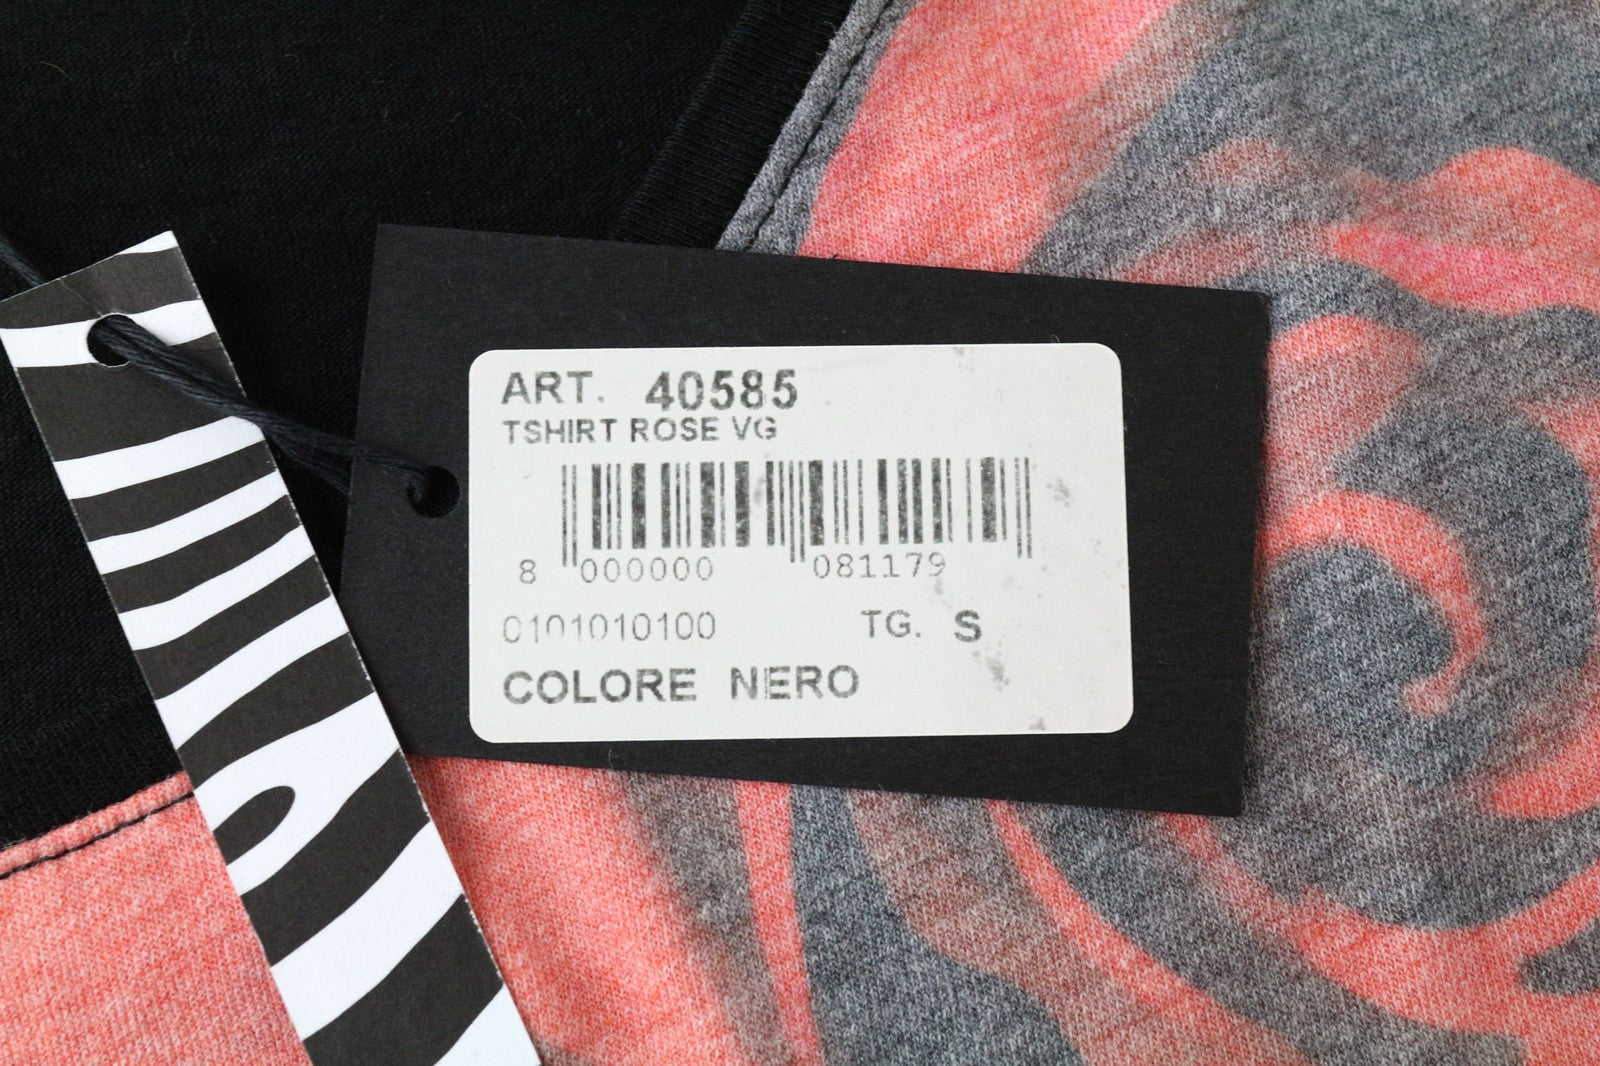 ART. 40585
TSHIRT ROSE VG
8 000000 081179
0101010100 TG. S
COLORE NERO